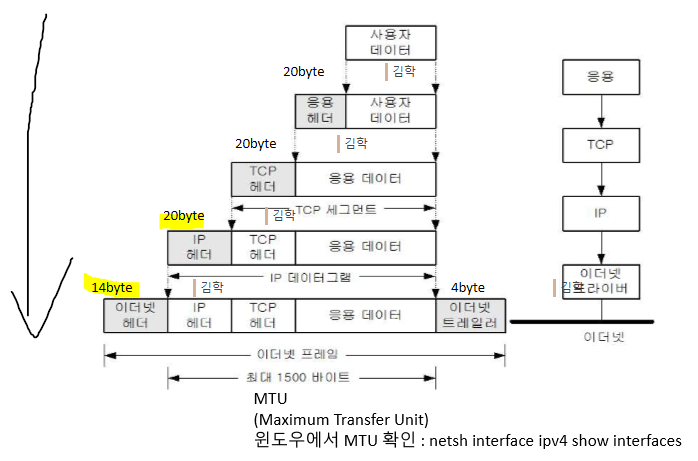 사용자
데이터
20byte
김학
응용
헤더
사용자
데이터
응용
20byte
김학
TCP
헤더
응용 데이터
TCP
TCP 세그먼트
20byte
김학
IP
헤더
TCP
헤더
응용 데이터
IP
IP 데이터그램
14byte
김학
4byte
김학
이더넷
드라이버
이더넷
헤더
IP
헤더
TCP
헤더
응용 데이터
이더넷
트레일러
이더넷
이더넷 프레임
최대 1500 바이트
MTU
(Maximum Transfer Unit)
윈도우에서 MTU 확인 : netsh interface ipv4 show interfaces